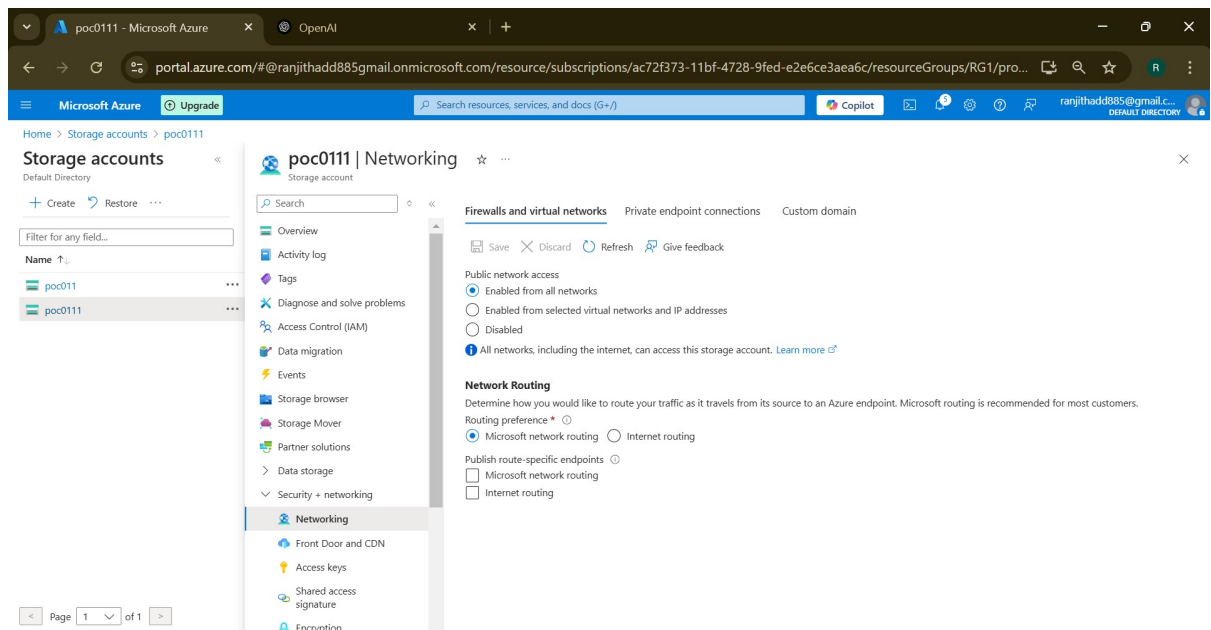 poc0111 - Microsoft Azure
OpenAI
portal.azure.com/#@ranjithadd885gmail.onmicrosoft.com/resource/subscriptions/ac72f373-11bf-4728-9fed-e2e6ce3aea6c/resourceGroups/RG1/pro...
R
Microsoft Azure
Upgrade
Search resources, services, and docs (G+/)
Copilot
5
ranjithadd885@gmail.c...
DEFAULT DIRECTORY
Home > Storage accounts > poc0111
Storage accounts
Default Directory
Create Restore ...
Filter for any field...
Name ↑↓
poc011 ...
poc0111 ...
< Page 1 of 1 >
poc0111 | Networking ...
Storage account
Search
Overview
Activity log
Tags
Diagnose and solve problems
Access Control (IAM)
Data migration
Events
Storage browser
Storage Mover
Partner solutions
Data storage
Security + networking
Networking
Front Door and CDN
Access keys
Shared access
signature
Encryption
Firewalls and virtual networks Private endpoint connections Custom domain
Save Discard Refresh Give feedback
Public network access
Enabled from all networks
Enabled from selected virtual networks and IP addresses
Disabled
All networks, including the internet, can access this storage account. Learn more
Network Routing
Determine how you would like to route your traffic as it travels from its source to an Azure endpoint. Microsoft routing is recommended for most customers.
Routing preference *
Microsoft network routing Internet routing
Publish route-specific endpoints
Microsoft network routing
Internet routing